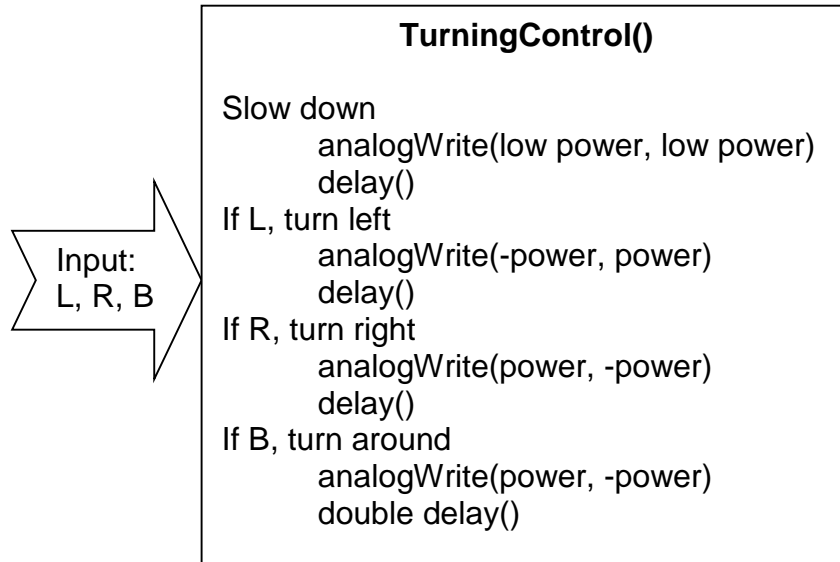 TurningControl()
Slow down
analogWrite(low power, low power)
delay()
If L, turn left
analogWrite(-power, power)
delay()
If R, turn right
analogWrite(power, -power)
delay()
If B, turn around
analogWrite(power, -power)
double delay()
Input:
L, R, B